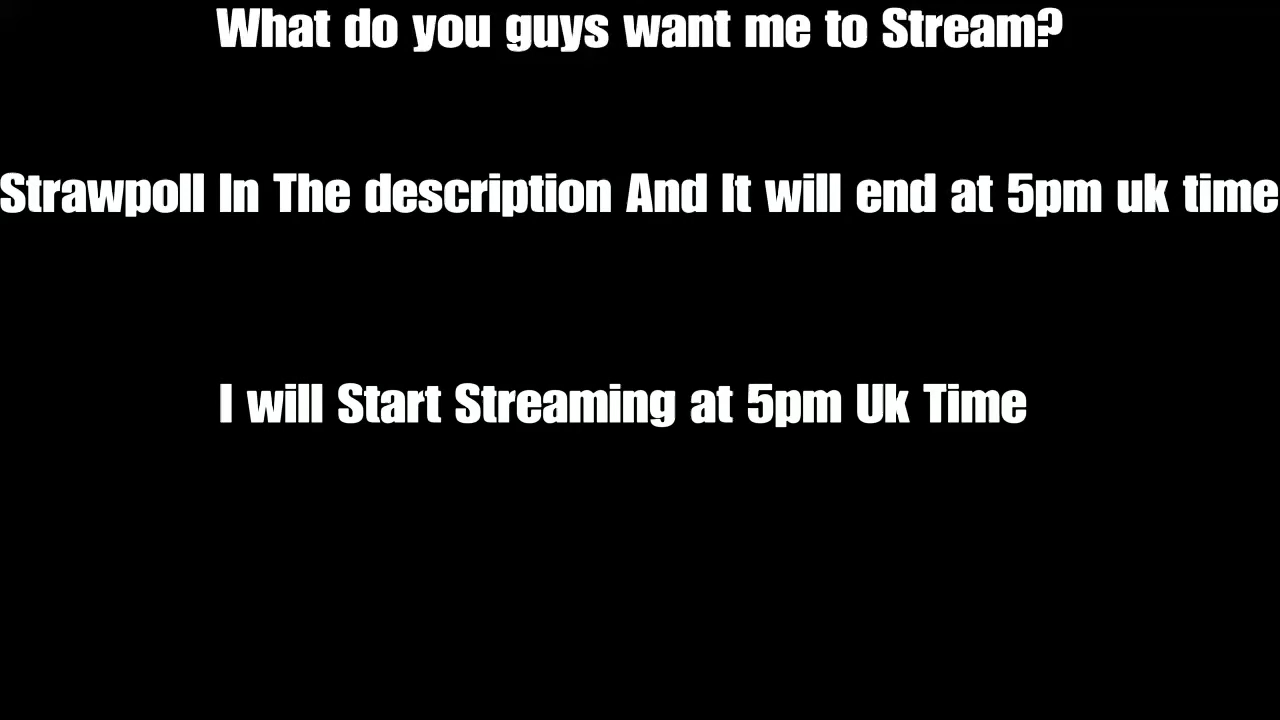 What do you guys want me to Stream?
Strawpoll In The description And It will end at 5pm uk time
I will Start Streaming at 5pm Uk Time